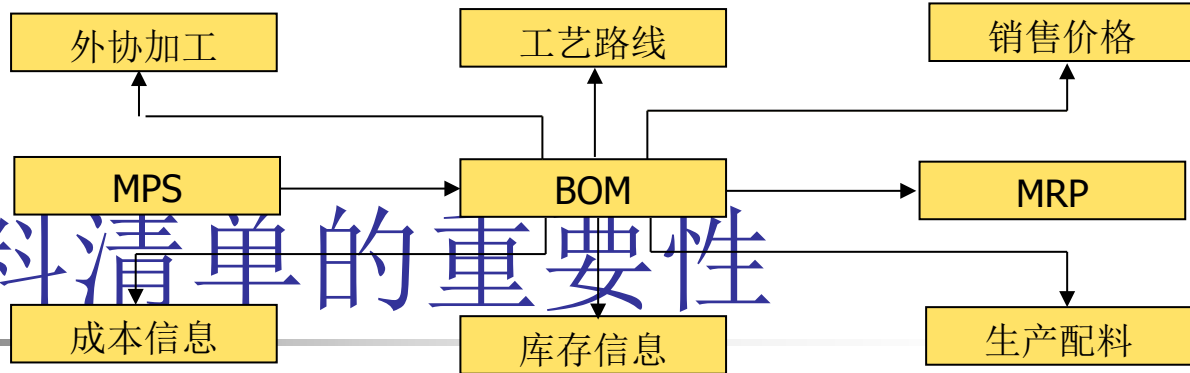 外协加工
工艺路线
销售价格
MPS
BOM
MRP
料清单的重要性
成本信息
库存信息
生产配料